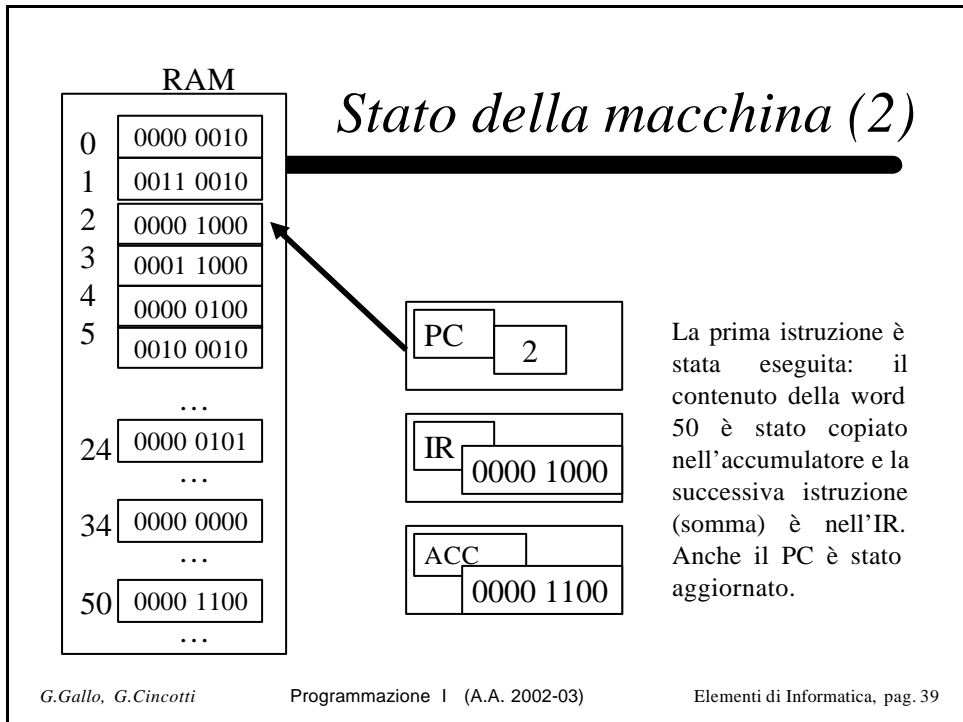 RAM
Stato della macchina (2)
0 0000 0010
1 0011 0010
2 0000 1000
3 0001 1000
4 0000 0100
5 0010 0010
…
24 0000 0101
…
34 0000 0000
…
50 0000 1100
…
PC 2
IR 0000 1000
ACC 0000 1100
La prima istruzione è
stata eseguita: il
contenuto della word
50 è stato copiato
nell'accumulatore e la
successiva istruzione
(somma) è nell'IR.
Anche il PC è stato
aggiornato.
G.Gallo, G.Cincotti Programmazione I (A.A. 2002-03) Elementi di Informatica, pag. 39